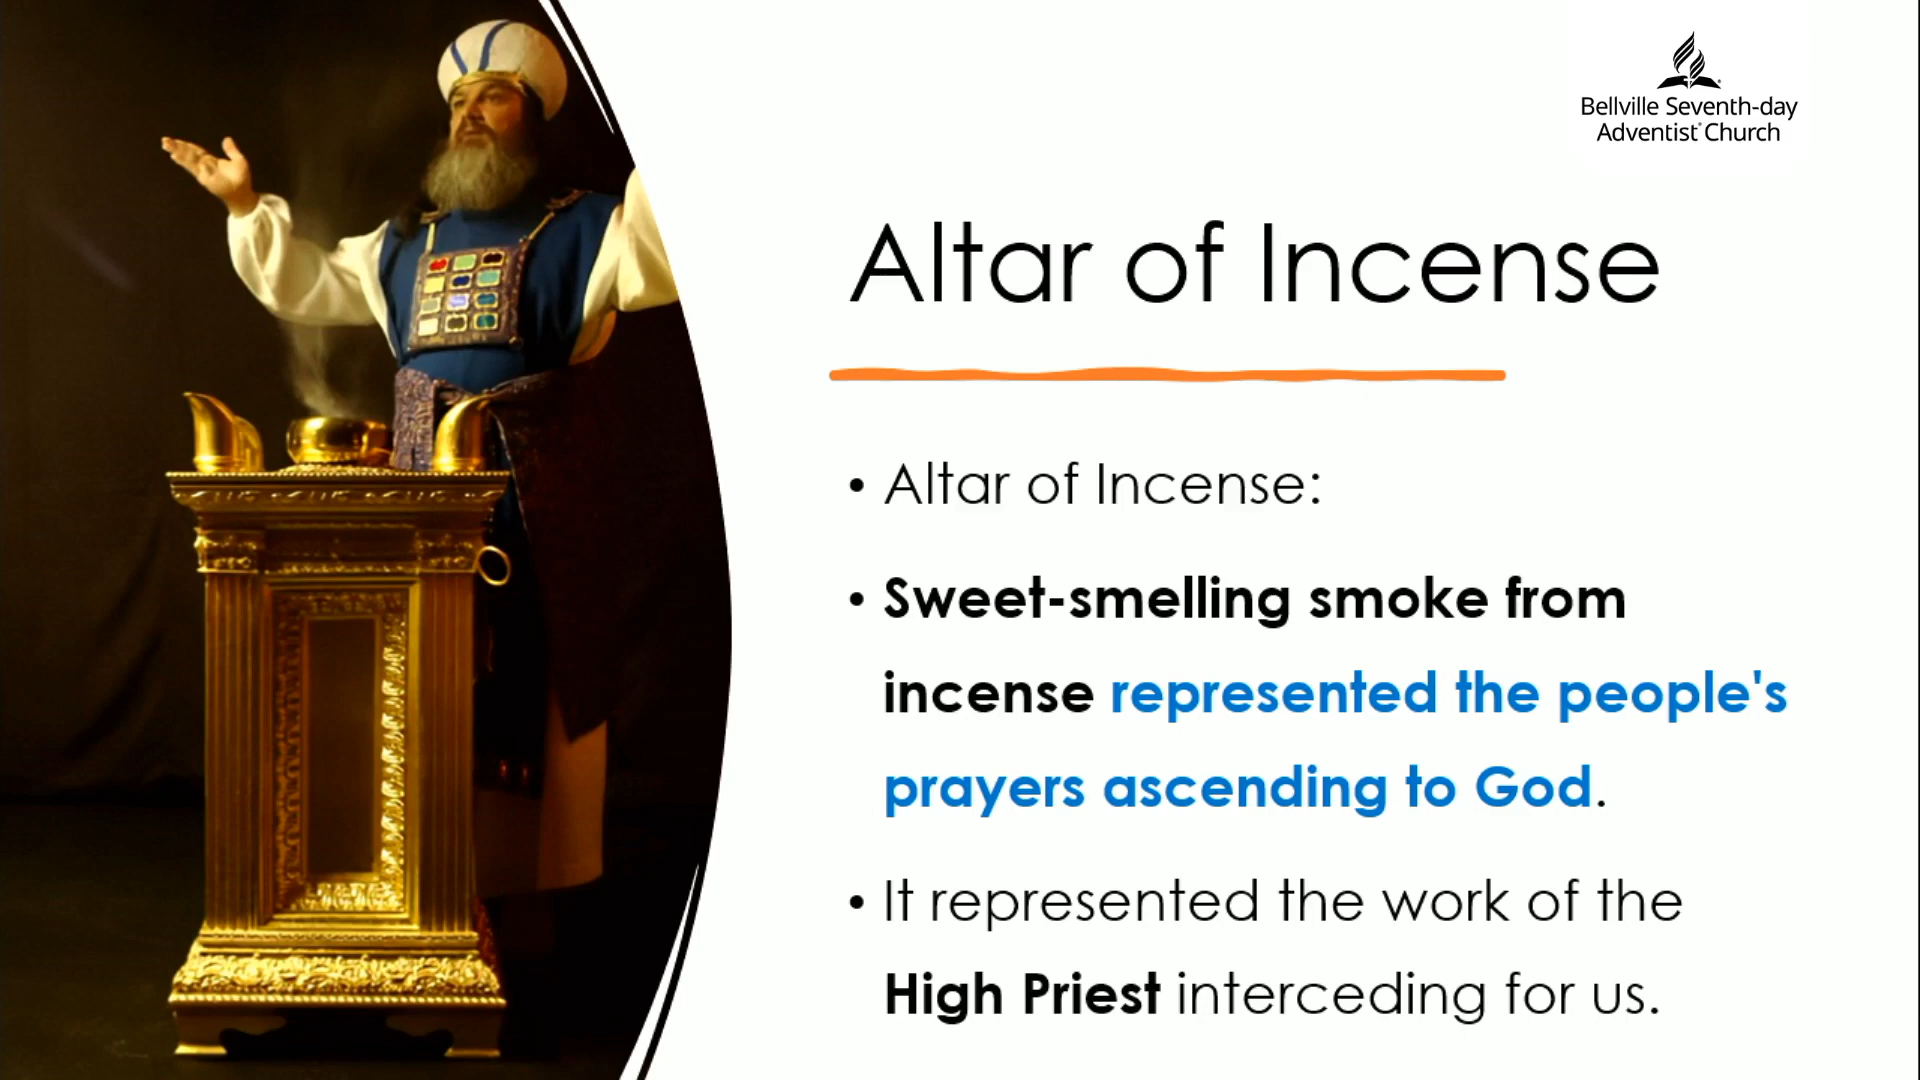 Bellville Seventh-day
Adventist® Church
Altar of Incense
• Altar of Incense:
• Sweet-smelling smoke from
incense represented the people's
prayers ascending to God.
• It represented the work of the
High Priest interceding for us.